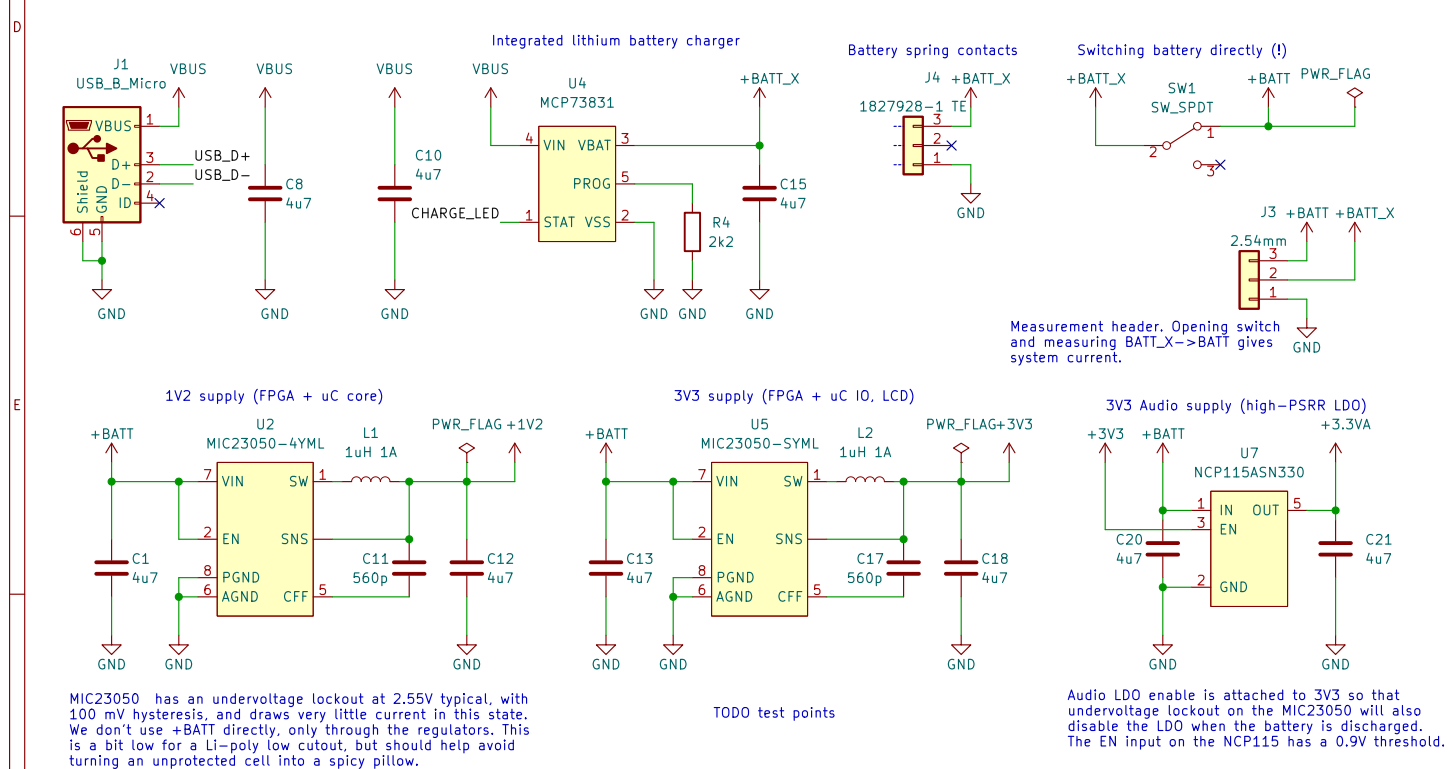 D
Integrated lithium battery charger
Battery spring contacts
Switching battery directly (!)
J1
USB_B_Micro
VBUS
VBUS
1
D+
3
USB_D+
D-
2
USB_D-
ID
4
Shield
GND
6
5
GND
VBUS
C8
4u7
GND
VBUS
C10
4u7
GND
VBUS
U4
MCP73831
4
VIN
VBAT
3
PROG
5
CHARGE_LED
1
STAT
VSS
2
R4
2k2
GND
GND
+BATT_X
C15
4u7
GND
J4
+BATT_X
1827928-1 TE
3
2
1
GND
+BATT_X
SW1
SW_SPDT
+BATT
PWR_FLAG
1
2
3
J3
+BATT
+BATT_X
2.54mm
3
2
1
GND
Measurement header. Opening switch
and measuring BATT_X->BATT gives
system current.
E
1V2 supply (FPGA + uC core)
+BATT
U2
MIC23050-4YML
L1
1uH 1A
PWR_FLAG
+1V2
7
VIN
SW
1
2
EN
SNS
8
PGND
6
AGND
CFF
5
C1
4u7
C11
560p
C12
4u7
GND
GND
GND
3V3 supply (FPGA + uC IO, LCD)
+BATT
U5
MIC23050-SYML
L2
1uH 1A
PWR_FLAG
+3V3
7
VIN
SW
1
2
EN
SNS
8
PGND
6
AGND
CFF
5
C13
4u7
C17
560p
C18
4u7
GND
GND
GND
3V3 Audio supply (high-PSRR LDO)
+3V3
+BATT
U7
NCP115ASN330
+3.3VA
1
IN
OUT
5
3
EN
2
GND
C20
4u7
C21
4u7
GND
GND
MIC23050 has an undervoltage lockout at 2.55V typical, with
100 mV hysteresis, and draws very little current in this state.
We don't use +BATT directly, only through the regulators. This
is a bit low for a Li-poly low cutout, but should help avoid
turning an unprotected cell into a spicy pillow.
TODO test points
Audio LDO enable is attached to 3V3 so that
undervoltage lockout on the MIC23050 will also
disable the LDO when the battery is discharged.
The EN input on the NCP115 has a 0.9V threshold.